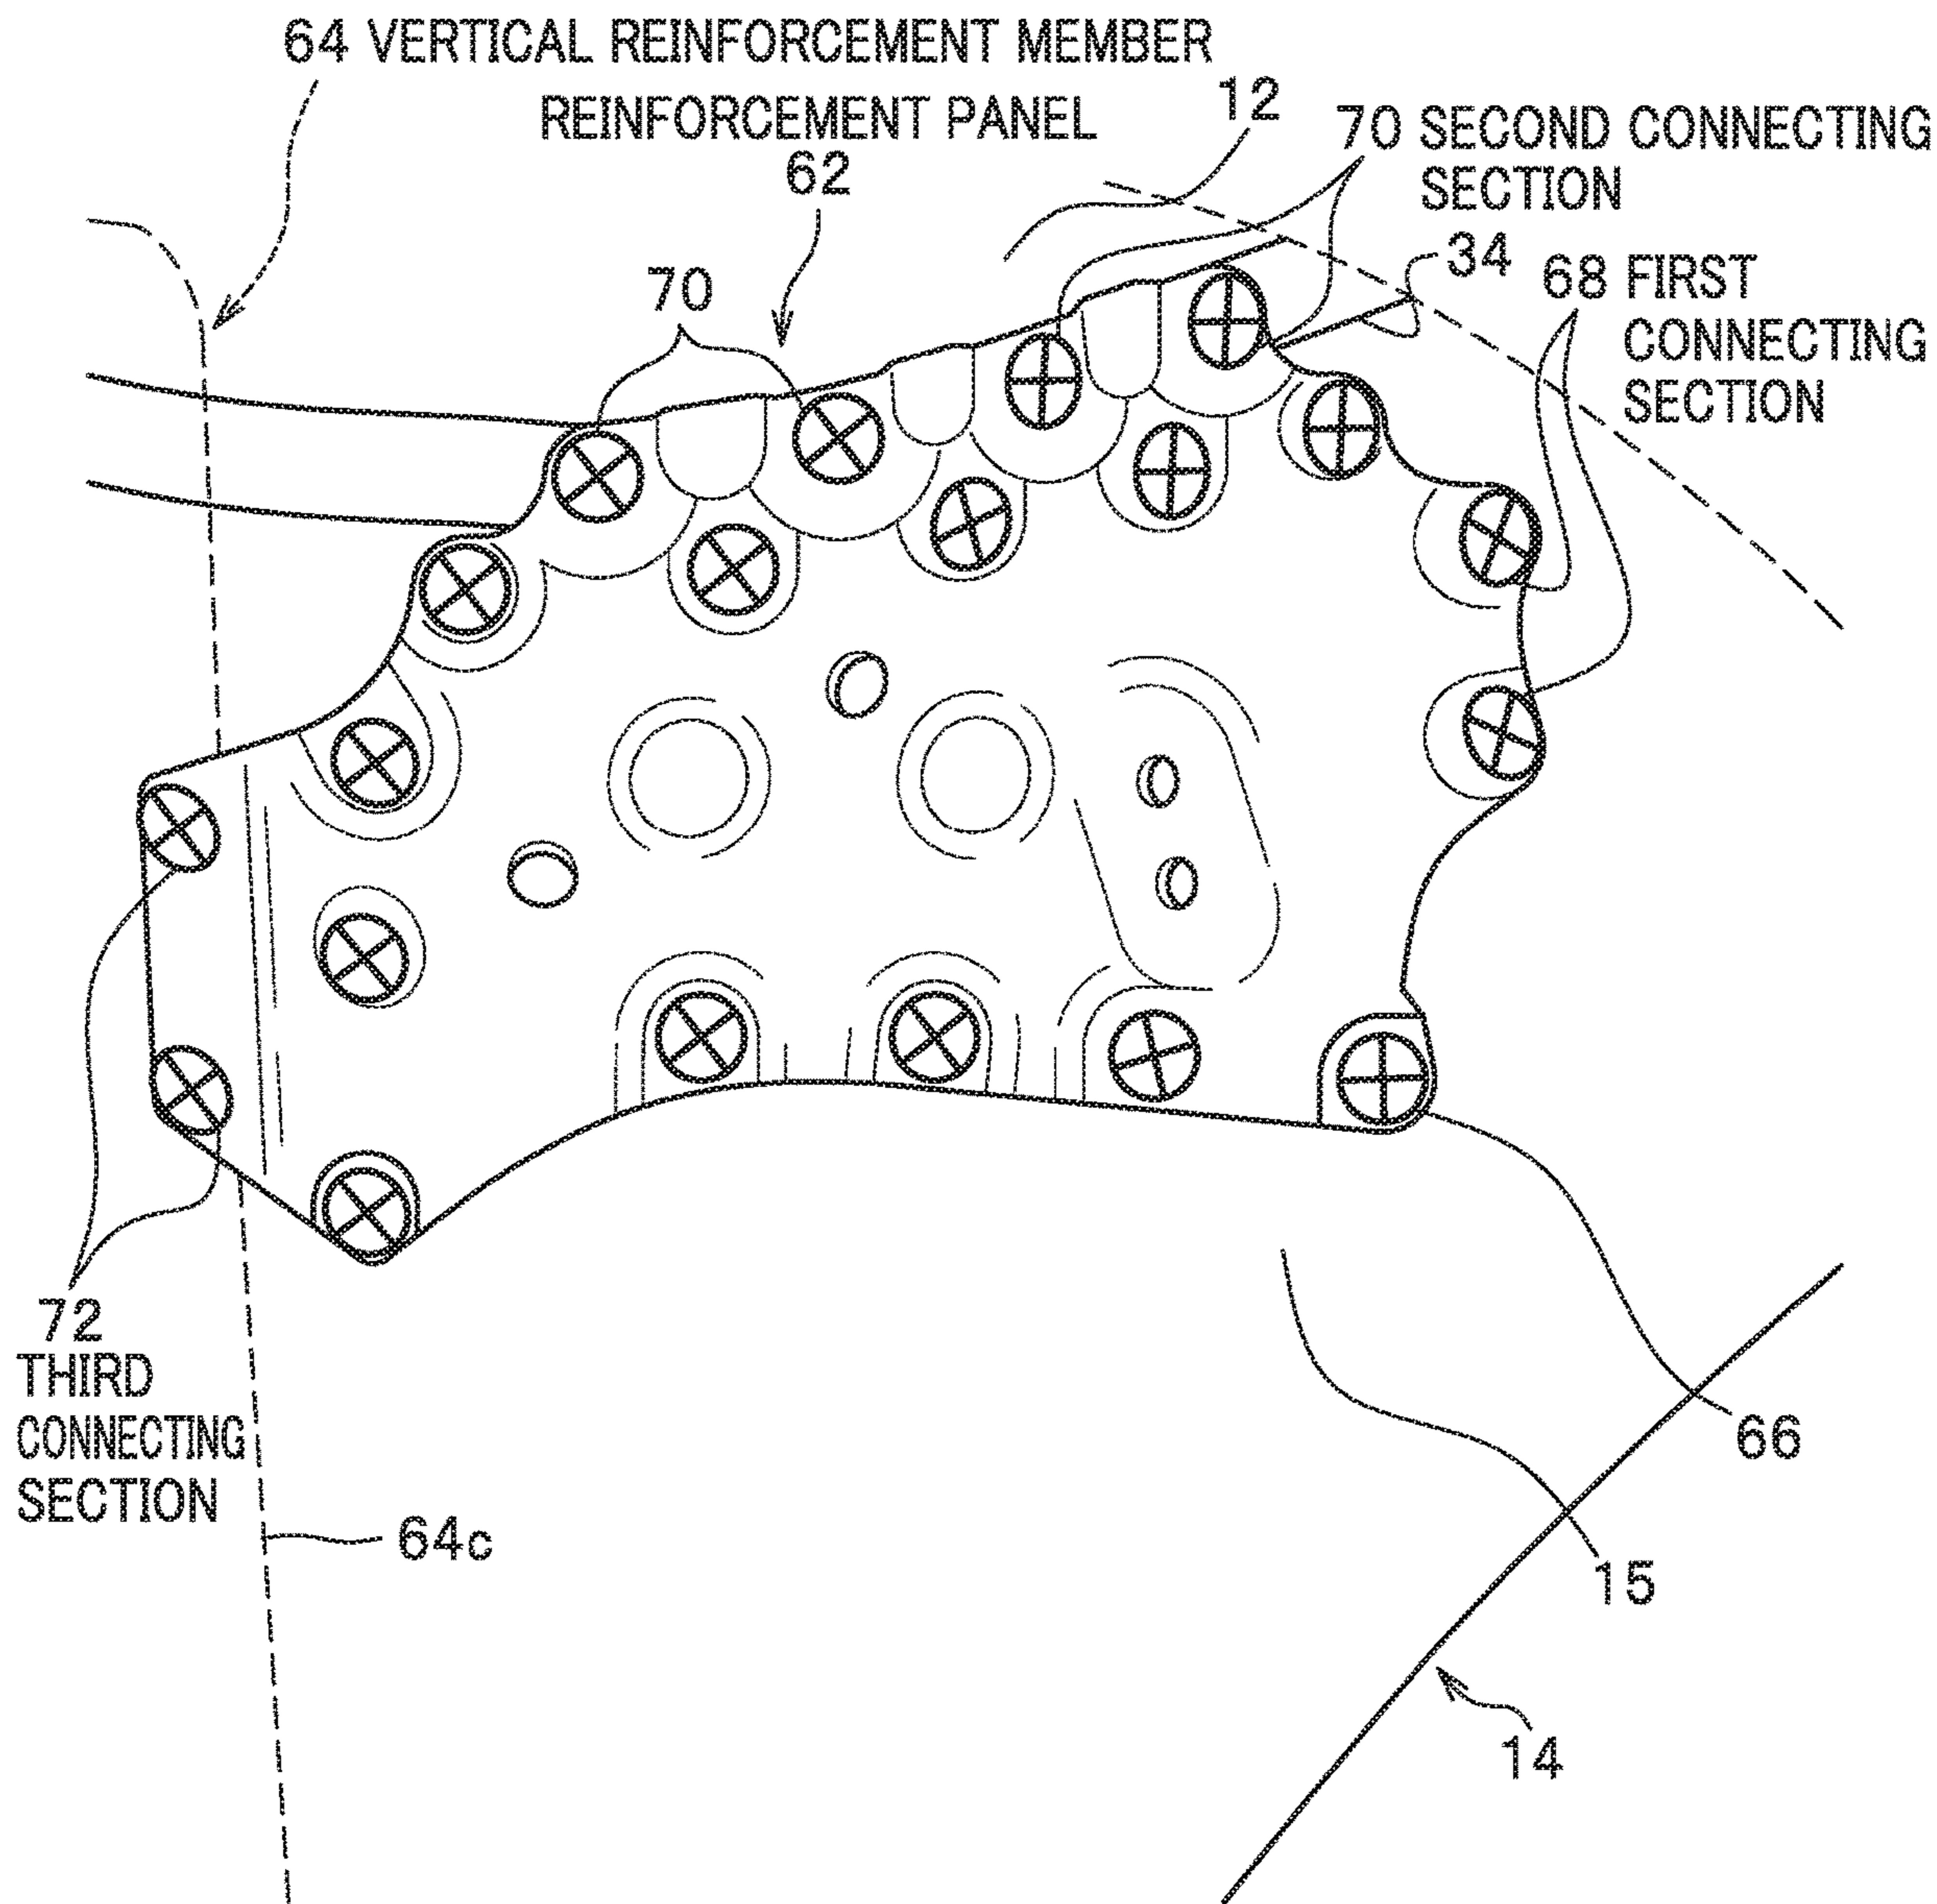 64 VERTICAL REINFORCEMENT MEMBER
REINFORCEMENT PANEL
62
12
70 SECOND CONNECTING
SECTION
34
68 FIRST
CONNECTING
SECTION
70
72
THIRD
CONNECTING
SECTION
64c
66
15
14